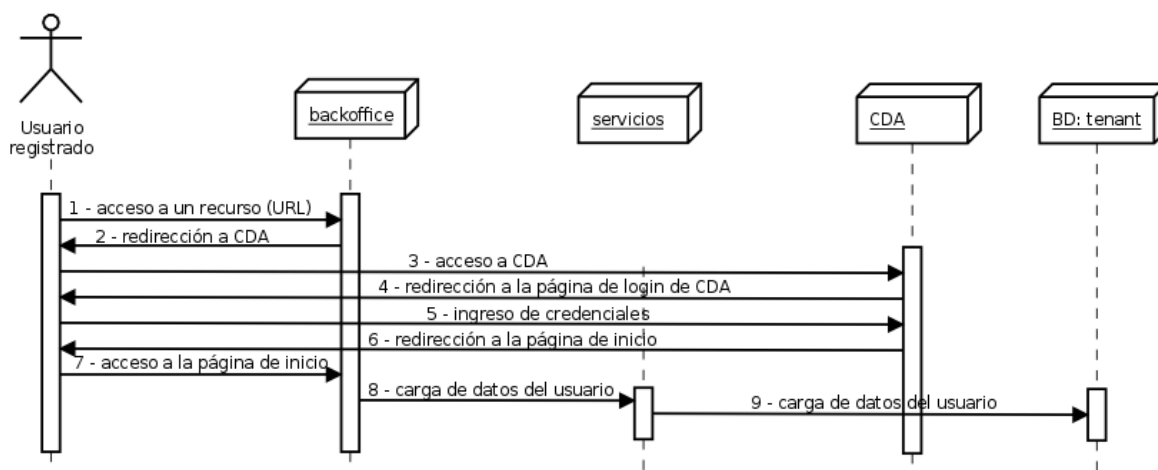 Usuario
registrado
backoffice
servicios
CDA
BD: tenant
1 - acceso a un recurso (URL)
2 - redirección a CDA
3 - acceso a CDA
4 - redirección a la página de login de CDA
5 - ingreso de credenciales
6 - redirección a la página de inicio
7 - acceso a la página de inicio
8 - carga de datos del usuario
9 - carga de datos del usuario